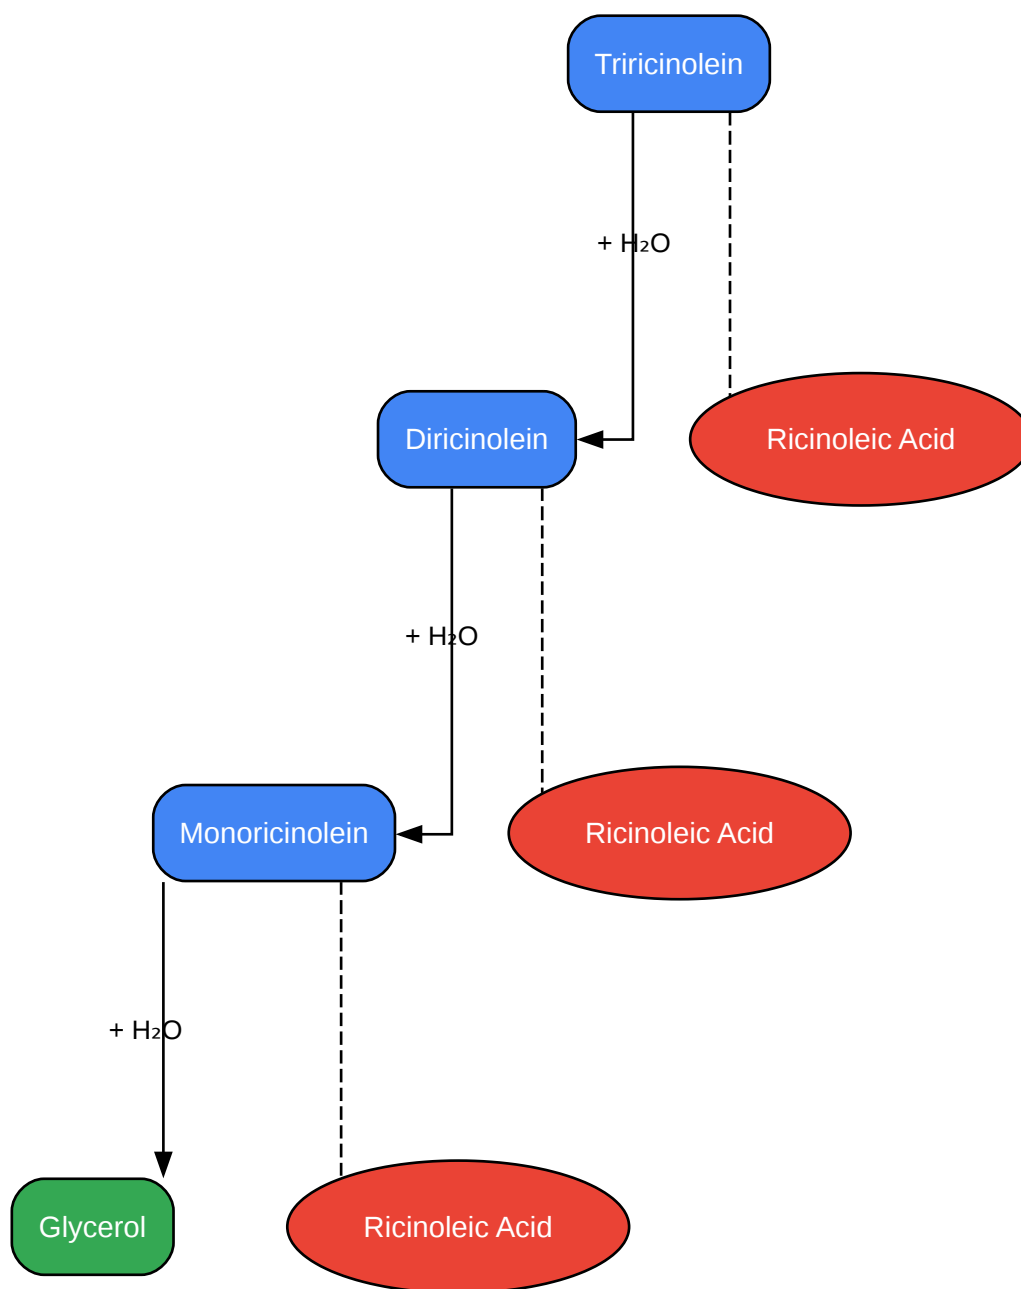 Triricinolein
+ H₂O
Diricinolein
Ricinoleic Acid
+ H₂O
Monoricinolein
Ricinoleic Acid
+ H₂O
Glycerol
Ricinoleic Acid